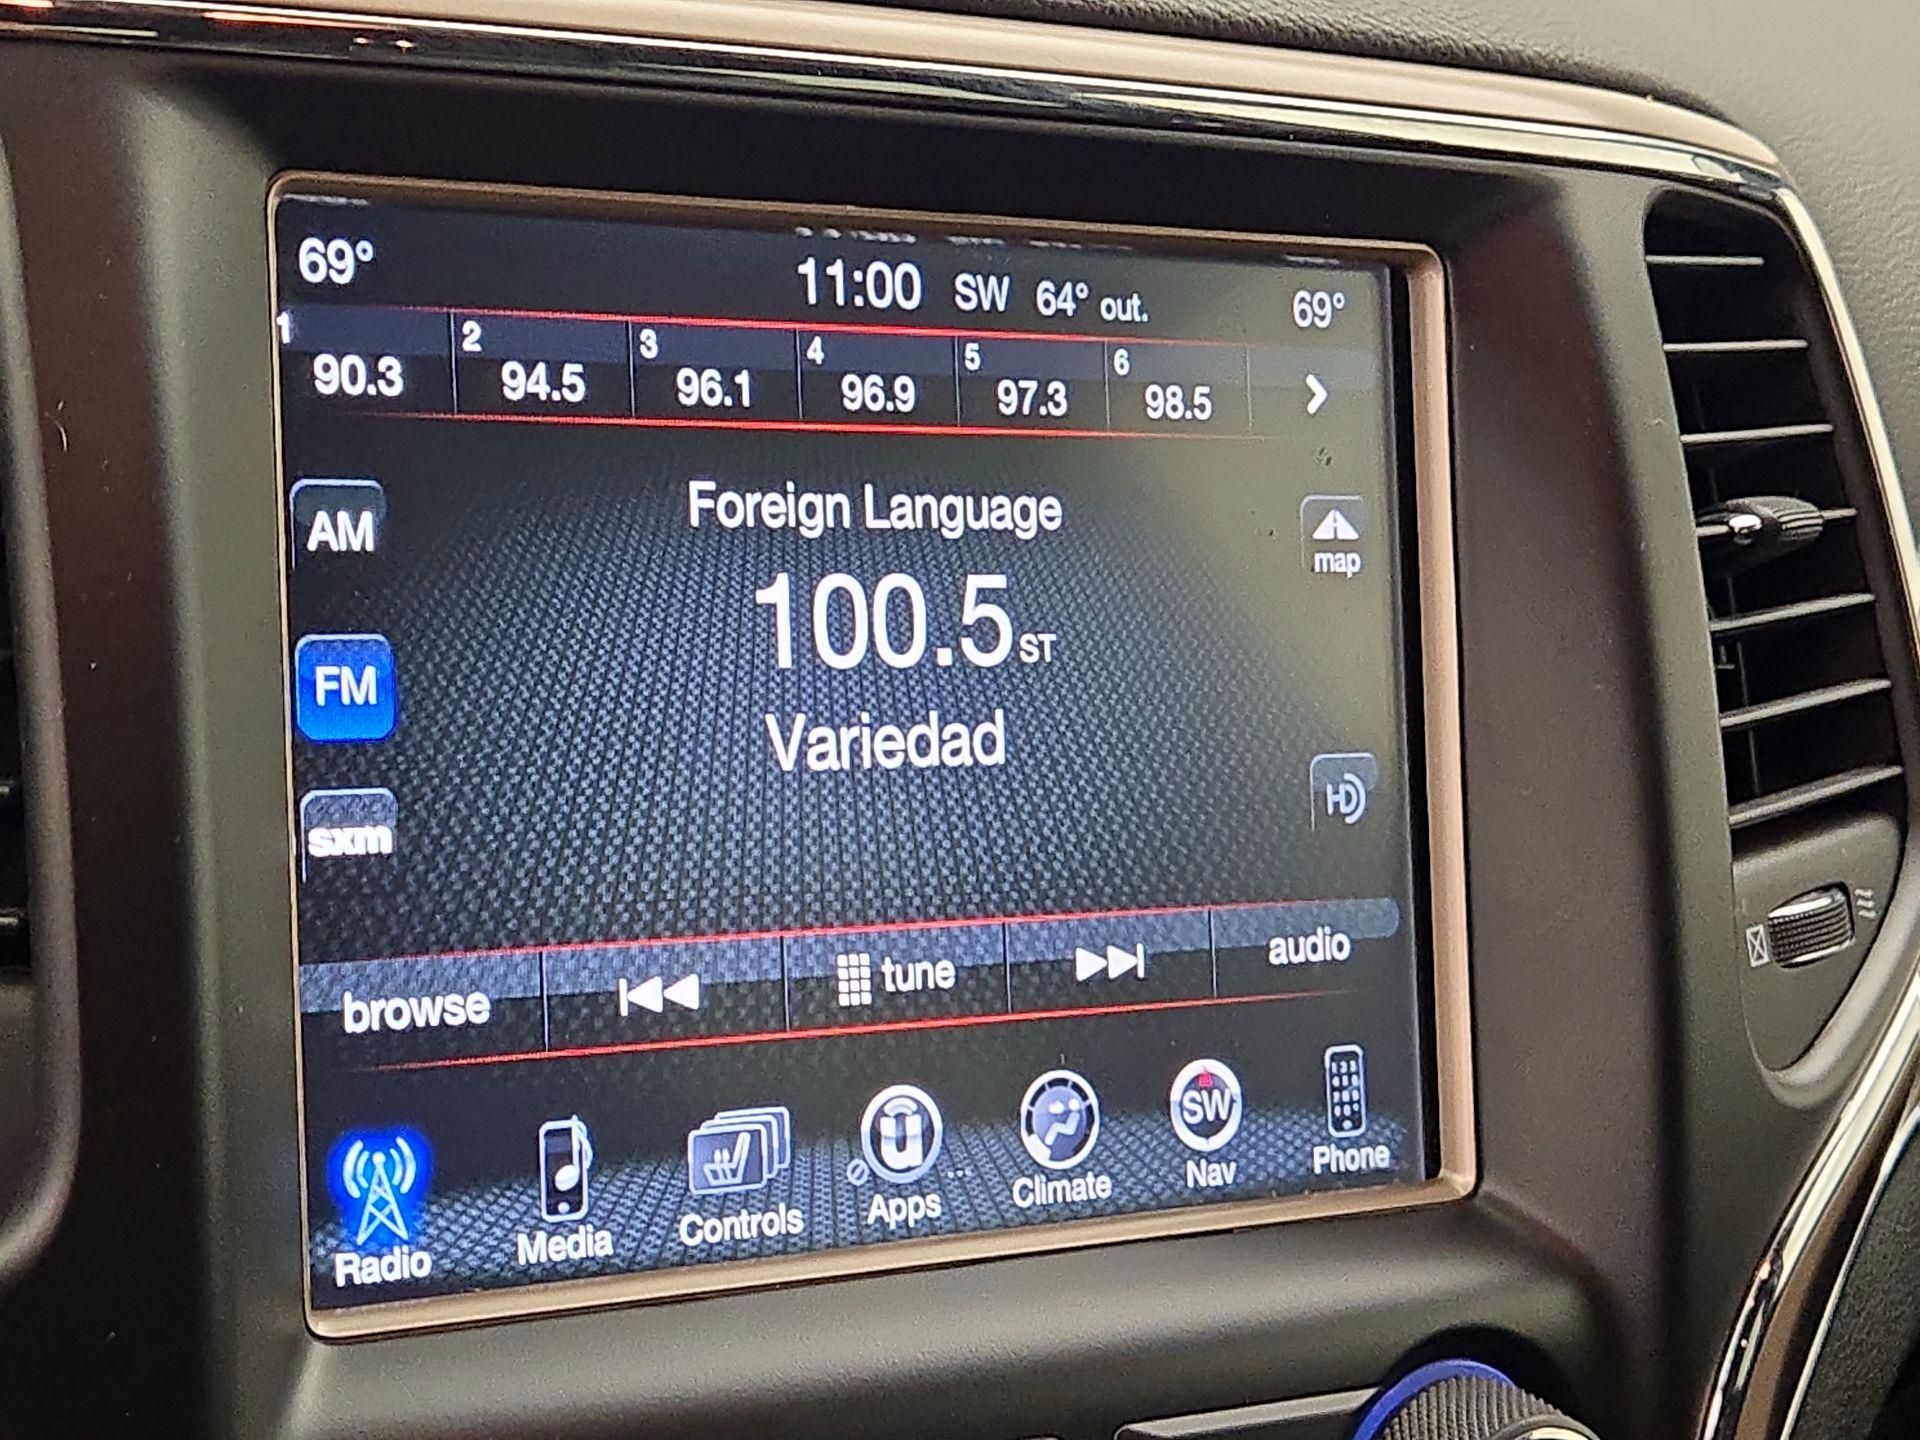 69° 11:00 SW 64° out. 69°
1 2 3 4 5 6
90.3 94.5 96.1 96.9 97.3 98.5
AM Foreign Language map
100.5 ST
FM
Variedad
sxm HD
browse tune audio
SW
Radio Media Controls Apps ... Climate Nav Phone